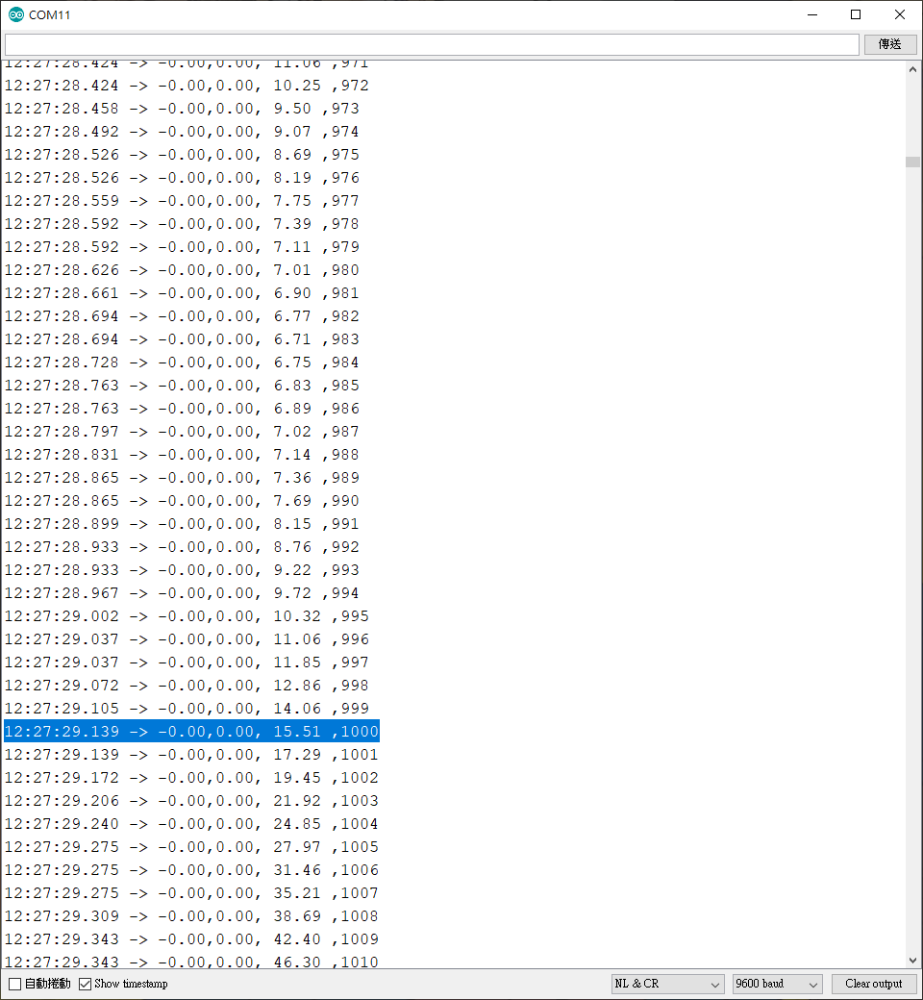 COM11
傳送
12:27:28.424 -> -0.00,0.00, 11.06 ,971
12:27:28.424 -> -0.00,0.00, 10.25 ,972
12:27:28.458 -> -0.00,0.00, 9.50 ,973
12:27:28.492 -> -0.00,0.00, 9.07 ,974
12:27:28.526 -> -0.00,0.00, 8.69 ,975
12:27:28.526 -> -0.00,0.00, 8.19 ,976
12:27:28.559 -> -0.00,0.00, 7.75 ,977
12:27:28.592 -> -0.00,0.00, 7.39 ,978
12:27:28.592 -> -0.00,0.00, 7.11 ,979
12:27:28.626 -> -0.00,0.00, 7.01 ,980
12:27:28.661 -> -0.00,0.00, 6.90 ,981
12:27:28.694 -> -0.00,0.00, 6.77 ,982
12:27:28.694 -> -0.00,0.00, 6.71 ,983
12:27:28.728 -> -0.00,0.00, 6.75 ,984
12:27:28.763 -> -0.00,0.00, 6.83 ,985
12:27:28.763 -> -0.00,0.00, 6.89 ,986
12:27:28.797 -> -0.00,0.00, 7.02 ,987
12:27:28.831 -> -0.00,0.00, 7.14 ,988
12:27:28.865 -> -0.00,0.00, 7.36 ,989
12:27:28.865 -> -0.00,0.00, 7.69 ,990
12:27:28.899 -> -0.00,0.00, 8.15 ,991
12:27:28.933 -> -0.00,0.00, 8.76 ,992
12:27:28.933 -> -0.00,0.00, 9.22 ,993
12:27:28.967 -> -0.00,0.00, 9.72 ,994
12:27:29.002 -> -0.00,0.00, 10.32 ,995
12:27:29.037 -> -0.00,0.00, 11.06 ,996
12:27:29.037 -> -0.00,0.00, 11.85 ,997
12:27:29.072 -> -0.00,0.00, 12.86 ,998
12:27:29.105 -> -0.00,0.00, 14.06 ,999
12:27:29.139 -> -0.00,0.00, 15.51 ,1000
12:27:29.139 -> -0.00,0.00, 17.29 ,1001
12:27:29.172 -> -0.00,0.00, 19.45 ,1002
12:27:29.206 -> -0.00,0.00, 21.92 ,1003
12:27:29.240 -> -0.00,0.00, 24.85 ,1004
12:27:29.275 -> -0.00,0.00, 27.97 ,1005
12:27:29.275 -> -0.00,0.00, 31.46 ,1006
12:27:29.275 -> -0.00,0.00, 35.21 ,1007
12:27:29.309 -> -0.00,0.00, 38.69 ,1008
12:27:29.343 -> -0.00,0.00, 42.40 ,1009
12:27:29.343 -> -0.00,0.00, 46.30 ,1010
自動捲動 Show timestamp NL & CR 9600 baud Clear output